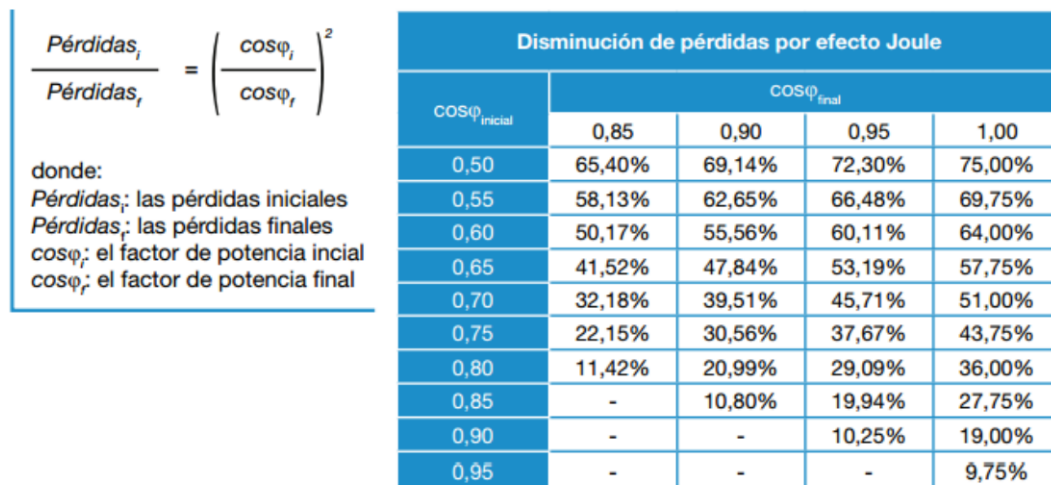 Pérdidasᵢ / Pérdidas_f = (cosφᵢ / cosφ_f)²
donde:
Pérdidasᵢ: las pérdidas iniciales
Pérdidas_f: las pérdidas finales
cosφᵢ: el factor de potencia incial
cosφ_f: el factor de potencia final
Disminución de pérdidas por efecto Joule
cosφ_inicial cosφ_final
0,85 0,90 0,95 1,00
0,50 65,40% 69,14% 72,30% 75,00%
0,55 58,13% 62,65% 66,48% 69,75%
0,60 50,17% 55,56% 60,11% 64,00%
0,65 41,52% 47,84% 53,19% 57,75%
0,70 32,18% 39,51% 45,71% 51,00%
0,75 22,15% 30,56% 37,67% 43,75%
0,80 11,42% 20,99% 29,09% 36,00%
0,85 - 10,80% 19,94% 27,75%
0,90 - - 10,25% 19,00%
0,95 - - - 9,75%